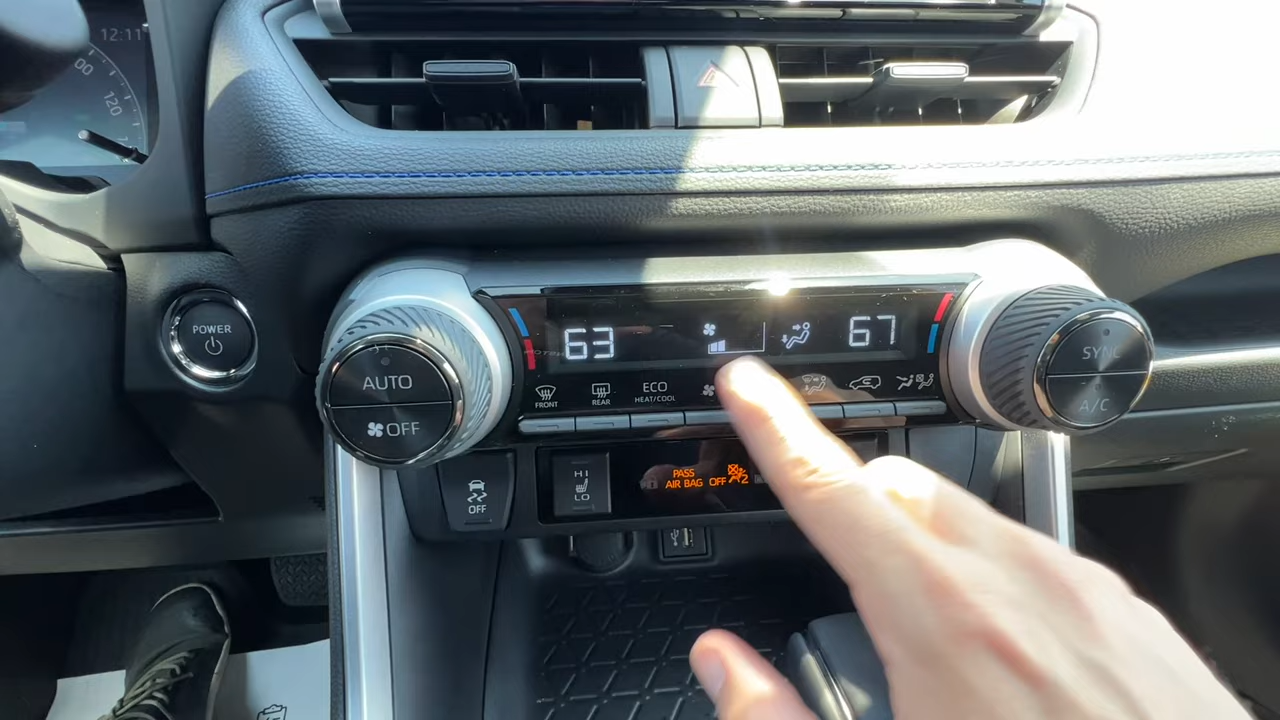 12:11
120
POWER
63
67
AUTO
OFF
SYNC
A/C
FRONT
REAR
ECO
HEAT/COOL
OFF
HI
LO
PASS
AIR BAG OFF
2